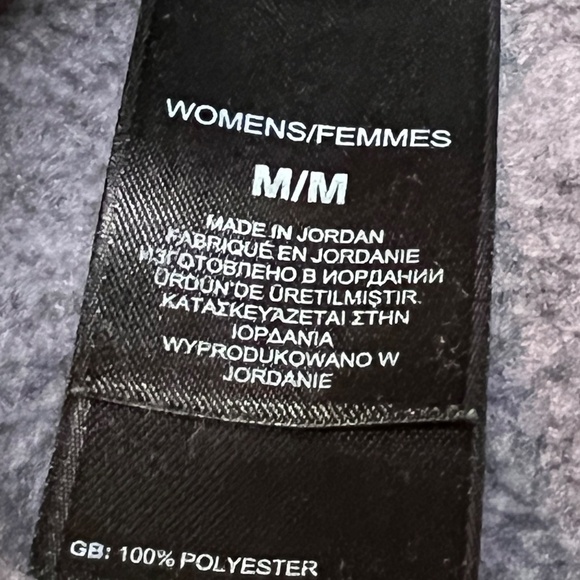 WOMENS/FEMMES
M/M
MADE IN JORDAN
FABRIQUÉ EN JORDANIE
ИЗГОТОВЛЕНО В ИОРДАНИИ
ÜRDÜN'DE ÜRETILMIŞTIR.
ΚΑΤΑΣΚΕΥΑΖΕΤΑΙ ΣΤΗΝ
ΙΟΡΔΑΝΙΑ
WYPRODUKOWANO W
JORDANIE
GB: 100% POLYESTER